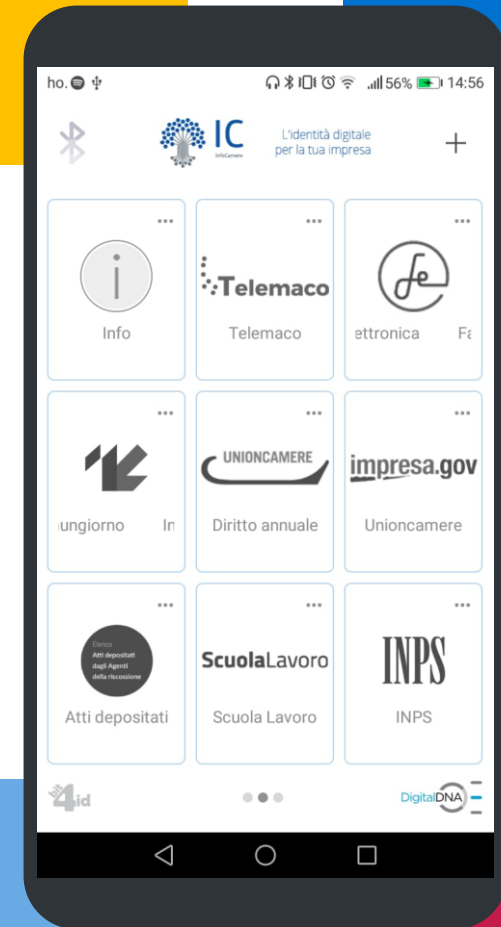 ho. 56% 14:56
IC
InfoCamere
L'identità digitale
per la tua impresa
i
Info
Telemaco
Telemaco
fe
ettronica Fa
ungiorno In
UNIONCAMERE
Diritto annuale
impresa.gov
Unioncamere
Elenco
Atti depositati
dagli Agenti
della riscossione
Atti depositati
ScuolaLavoro
Scuola Lavoro
INPS
INPS
bit4id
DigitalDNA